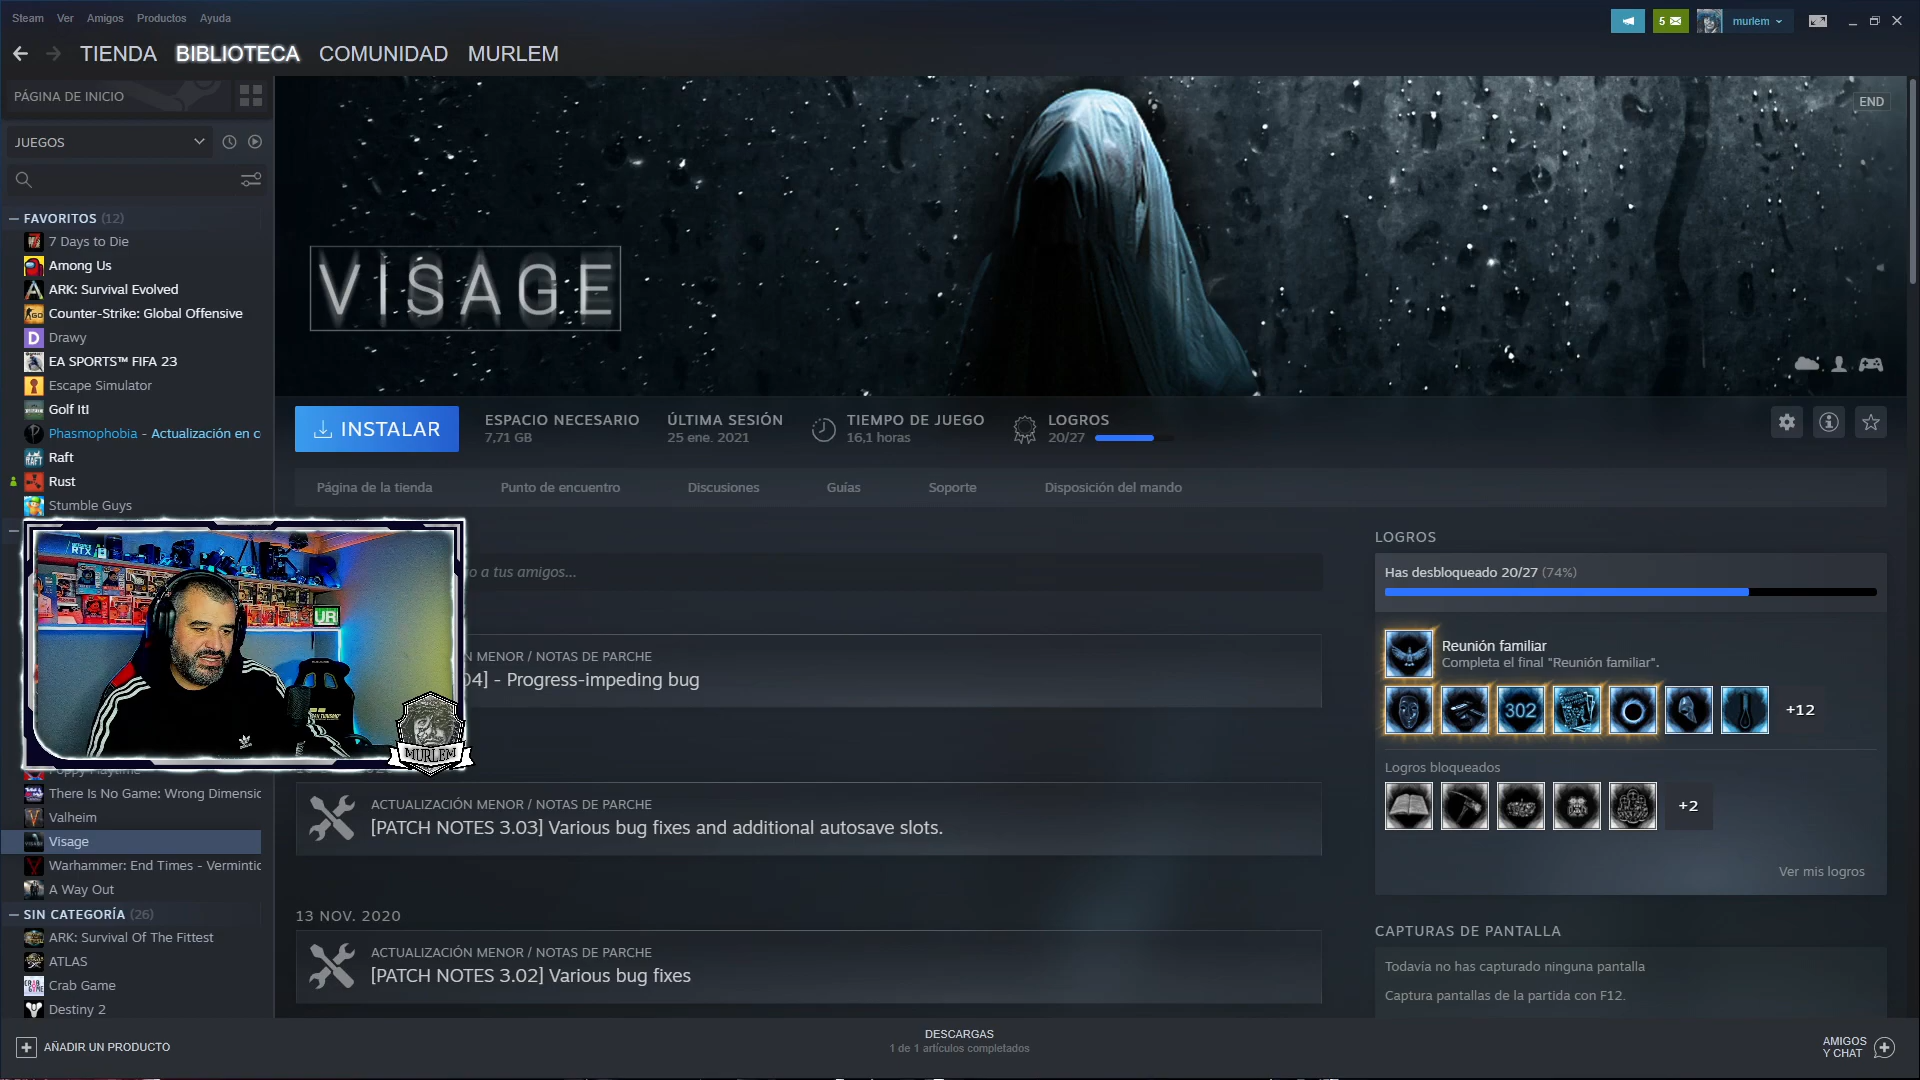 Steam Ver Amigos Productos Ayuda
5 murlem
TIENDA BIBLIOTECA COMUNIDAD MURLEM
PÁGINA DE INICIO
JUEGOS
FAVORITOS (12)
7 Days to Die
Among Us
ARK: Survival Evolved
Counter-Strike: Global Offensive
Drawy
EA SPORTS™ FIFA 23
Escape Simulator
Golf It!
Phasmophobia - Actualización en c
Raft
Rust
Stumble Guys
Poppy Playtime
There Is No Game: Wrong Dimensic
Valheim
Visage
Warhammer: End Times - Vermintic
A Way Out
SIN CATEGORÍA (26)
ARK: Survival Of The Fittest
ATLAS
Crab Game
Destiny 2
AÑADIR UN PRODUCTO
END
VISAGE
INSTALAR
ESPACIO NECESARIO
7,71 GB
ÚLTIMA SESIÓN
25 ene. 2021
TIEMPO DE JUEGO
16,1 horas
LOGROS
20/27
Página de la tienda Punto de encuentro Discusiones Guías Soporte Disposición del mando
o a tus amigos...
N MENOR / NOTAS DE PARCHE
04] - Progress-impeding bug
ACTUALIZACIÓN MENOR / NOTAS DE PARCHE
[PATCH NOTES 3.03] Various bug fixes and additional autosave slots.
13 NOV. 2020
ACTUALIZACIÓN MENOR / NOTAS DE PARCHE
[PATCH NOTES 3.02] Various bug fixes
RTX
UR
MURLEM
LOGROS
Has desbloqueado 20/27 (74%)
Reunión familiar
Completa el final "Reunión familiar".
302
+12
Logros bloqueados
+2
Ver mis logros
CAPTURAS DE PANTALLA
Todavía no has capturado ninguna pantalla
Captura pantallas de la partida con F12.
DESCARGAS
1 de 1 artículos completados
AMIGOS
Y CHAT